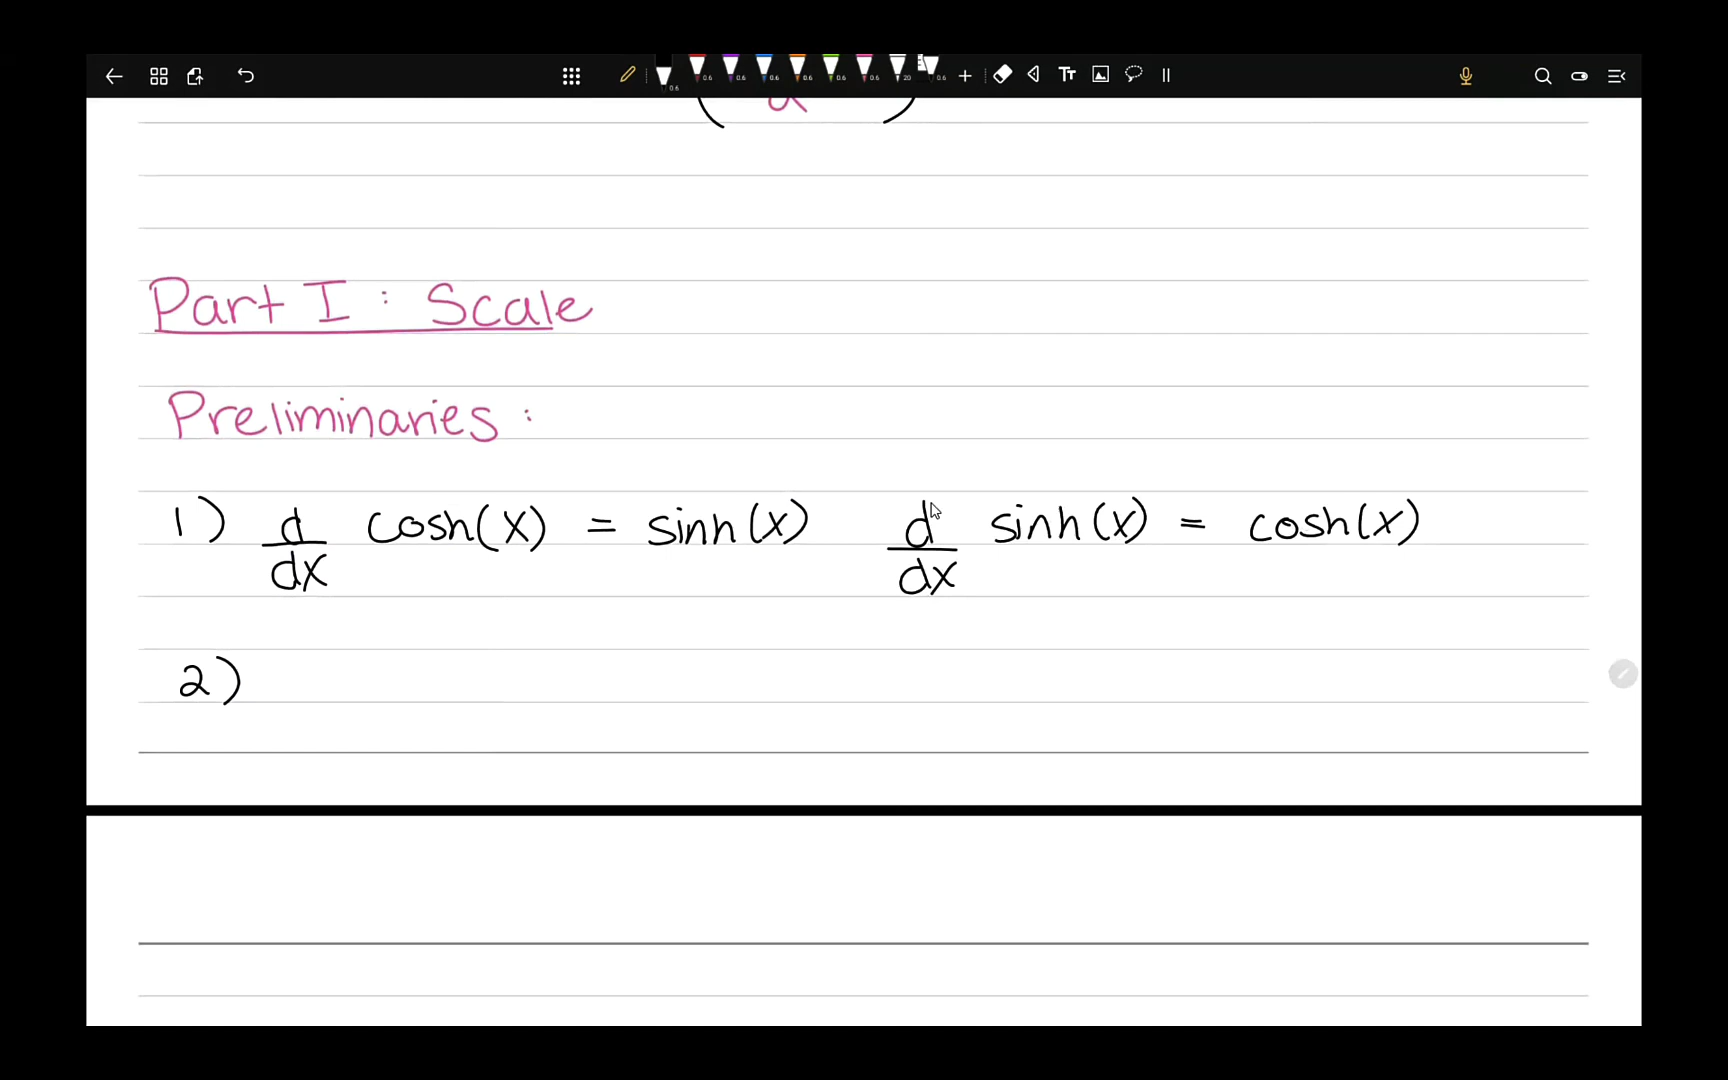 Part I : Scale
Preliminaries :
1) d/dx cosh(x) = sinh(x) d/dx sinh(x) = cosh(x)
2)